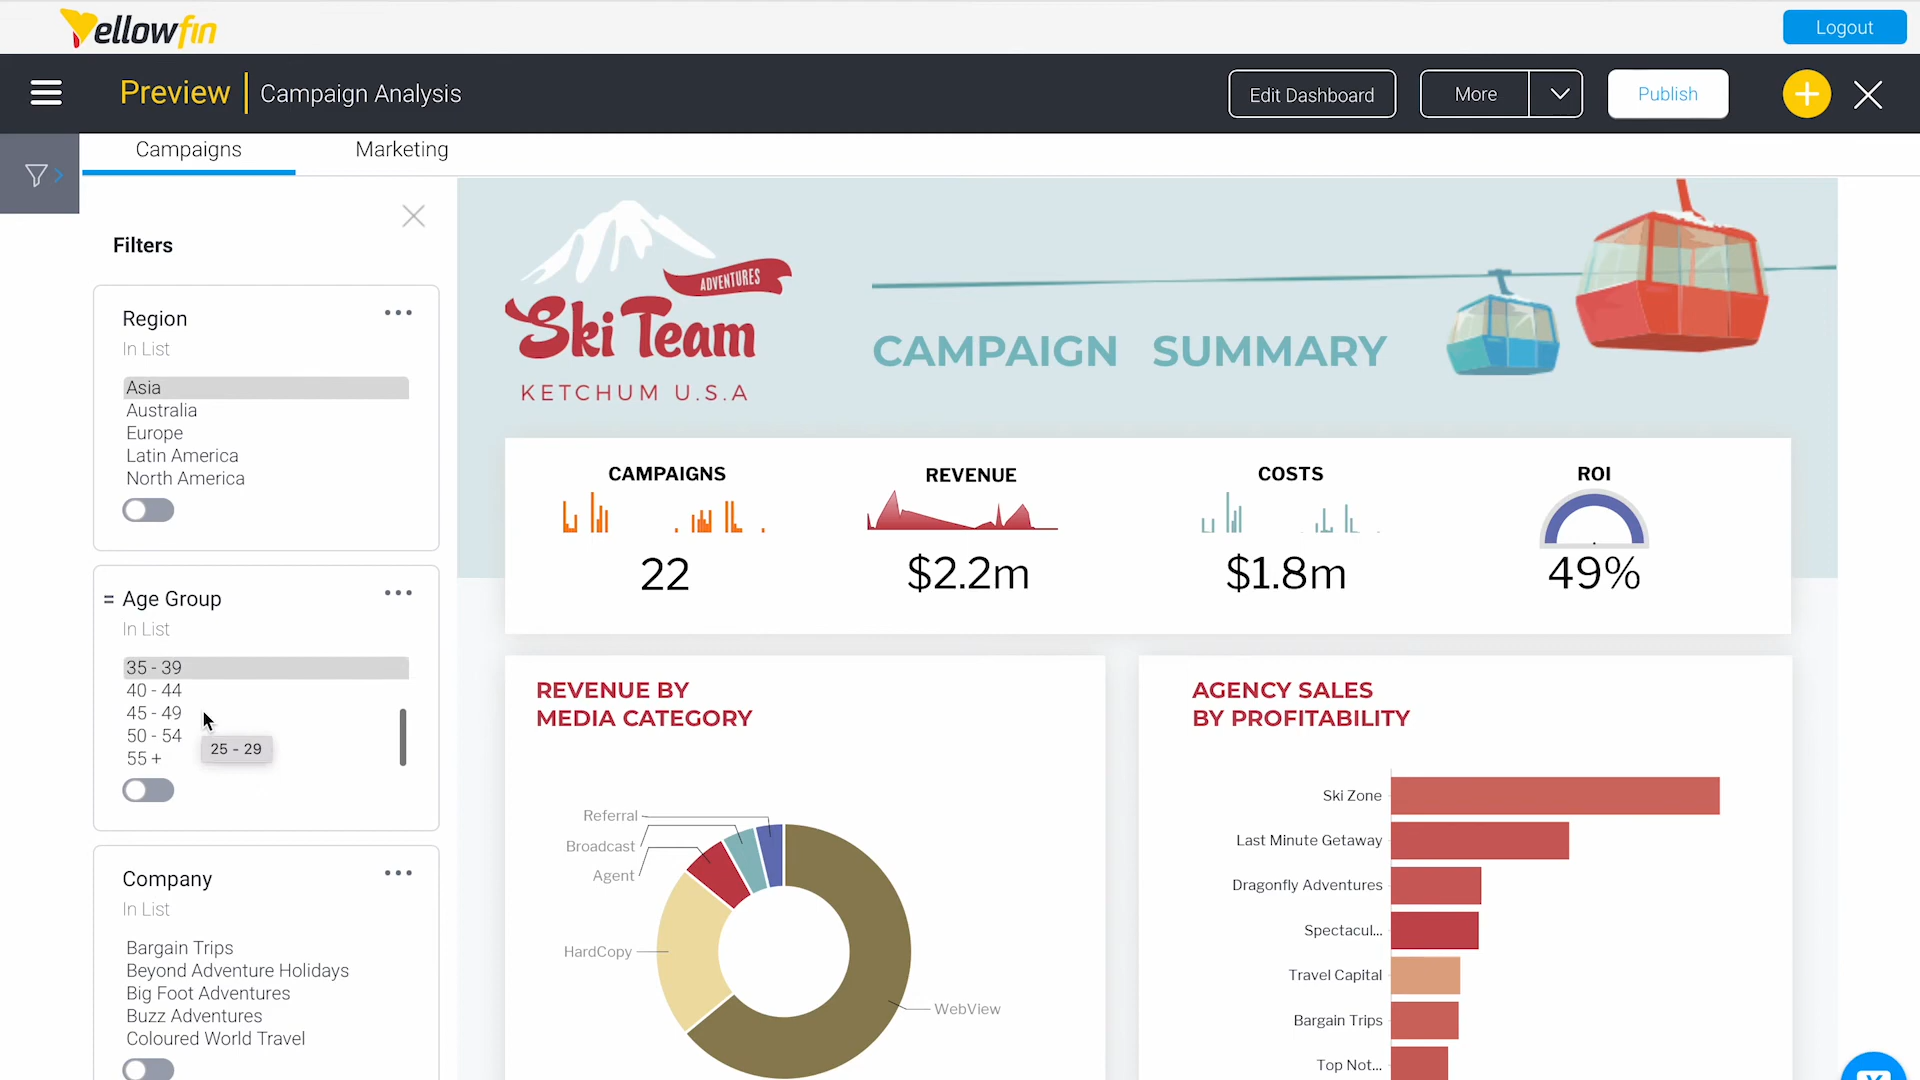 Yellowfin
Logout
Preview
Campaign Analysis
Edit Dashboard
More
Publish
Campaigns
Marketing
Filters
Region
In List
Asia
Australia
Europe
Latin America
North America
Age Group
In List
35 - 39
40 - 44
45 - 49
50 - 54
55 +
25 - 29
Company
In List
Bargain Trips
Beyond Adventure Holidays
Big Foot Adventures
Buzz Adventures
Coloured World Travel
ADVENTURES
Ski Team
KETCHUM U.S.A
CAMPAIGN SUMMARY
CAMPAIGNS
22
REVENUE
$2.2m
COSTS
$1.8m
ROI
49%
REVENUE BY
MEDIA CATEGORY
Referral
Broadcast
Agent
HardCopy
WebView
AGENCY SALES
BY PROFITABILITY
Ski Zone
Last Minute Getaway
Dragonfly Adventures
Spectacul...
Travel Capital
Bargain Trips
Top Not...